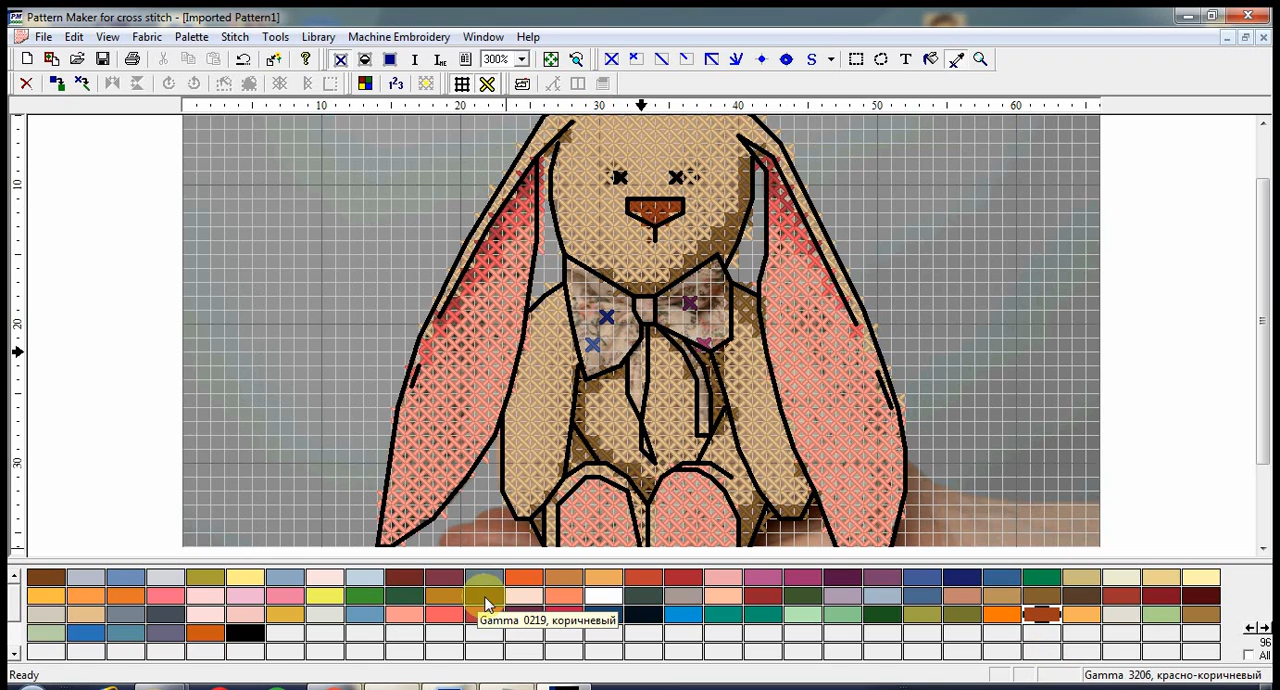 Pattern Maker for cross stitch - [Imported Pattern1]
File Edit View Fabric Palette Stitch Tools Library Machine Embroidery Window Help
300%
10 20 30 40 50 60
10
20
30
Gamma 0219, коричневый
96
All
Ready
Gamma 3206, красно-коричневый